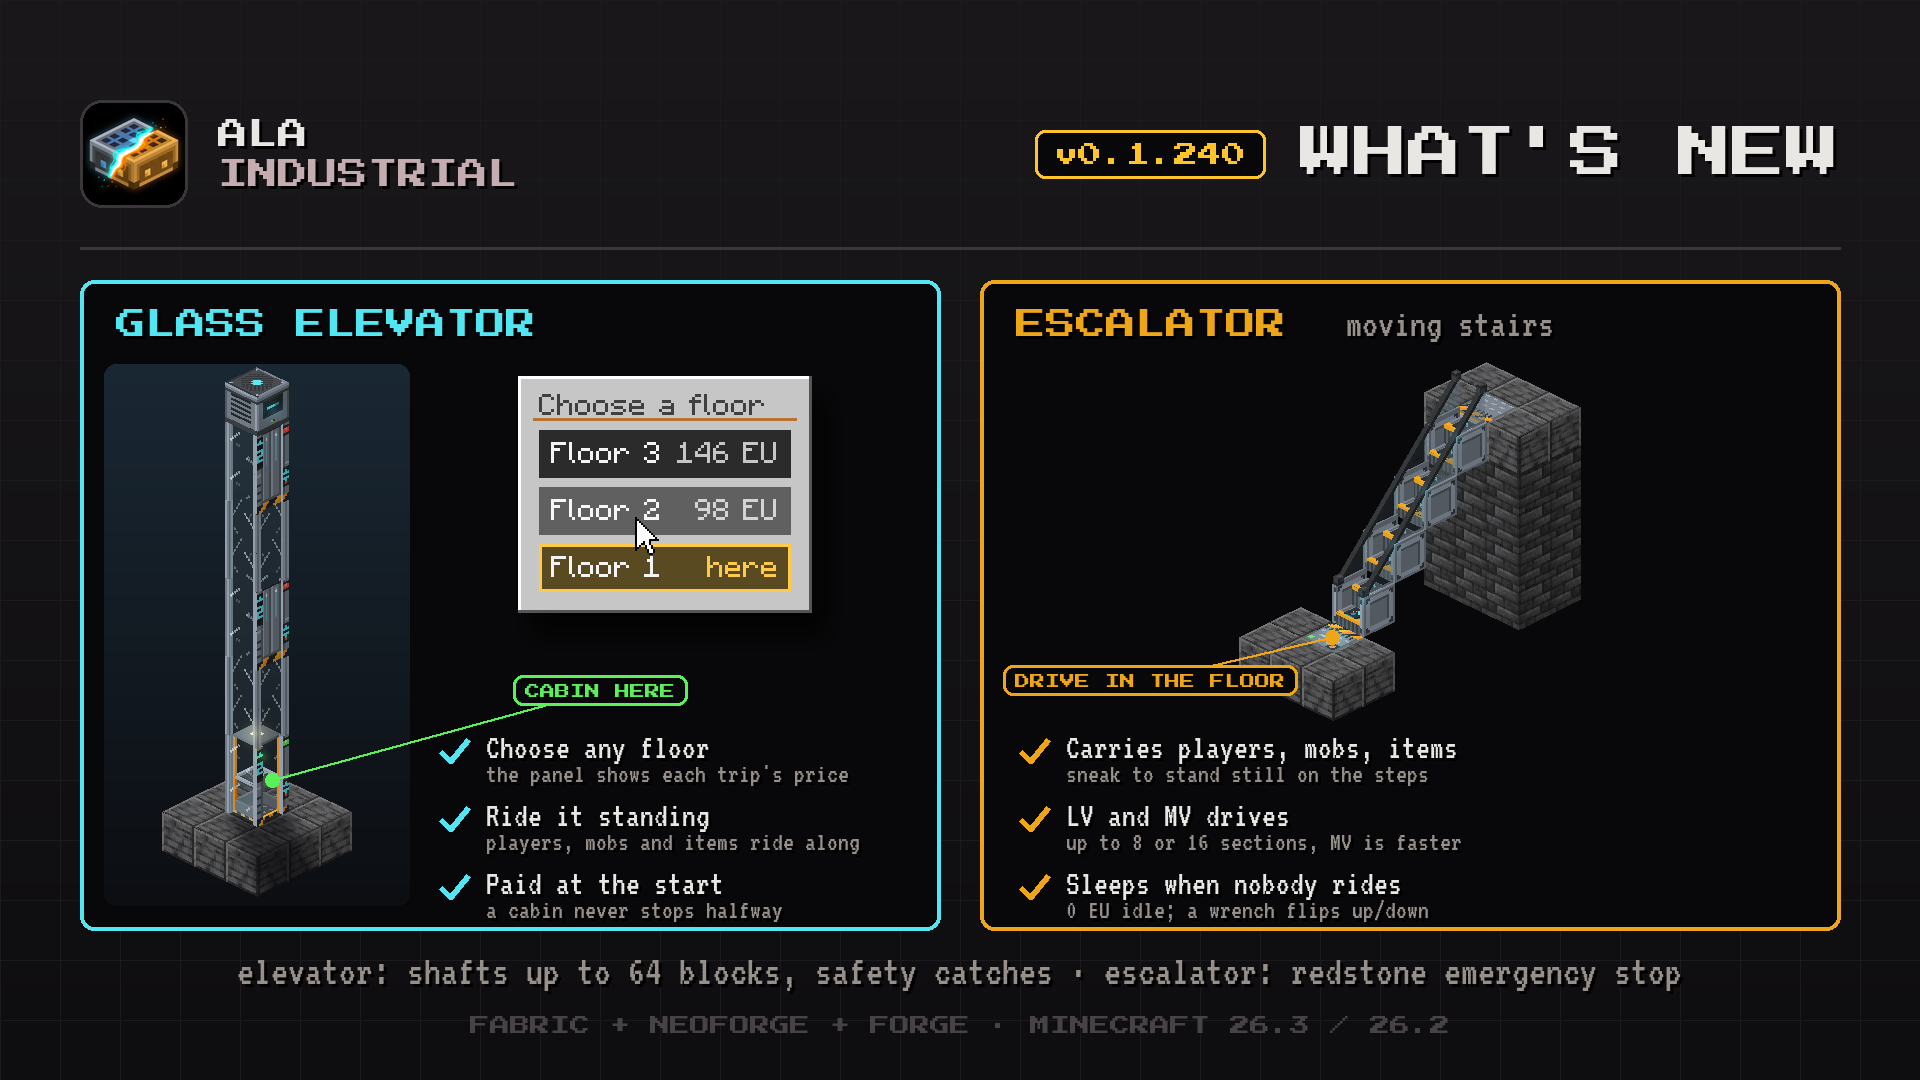 ALA
INDUSTRIAL
v0.1.240
WHAT'S NEW
GLASS ELEVATOR
Choose a floor
Floor 3 146 EU
Floor 2 98 EU
Floor 1 here
CABIN HERE
Choose any floor
the panel shows each trip's price
Ride it standing
players, mobs and items ride along
Paid at the start
a cabin never stops halfway
ESCALATOR
moving stairs
DRIVE IN THE FLOOR
Carries players, mobs, items
sneak to stand still on the steps
LV and MV drives
up to 8 or 16 sections, MV is faster
Sleeps when nobody rides
0 EU idle; a wrench flips up/down
elevator: shafts up to 64 blocks, safety catches · escalator: redstone emergency stop
FABRIC + NEOFORGE + FORGE · MINECRAFT 26.3 / 26.2